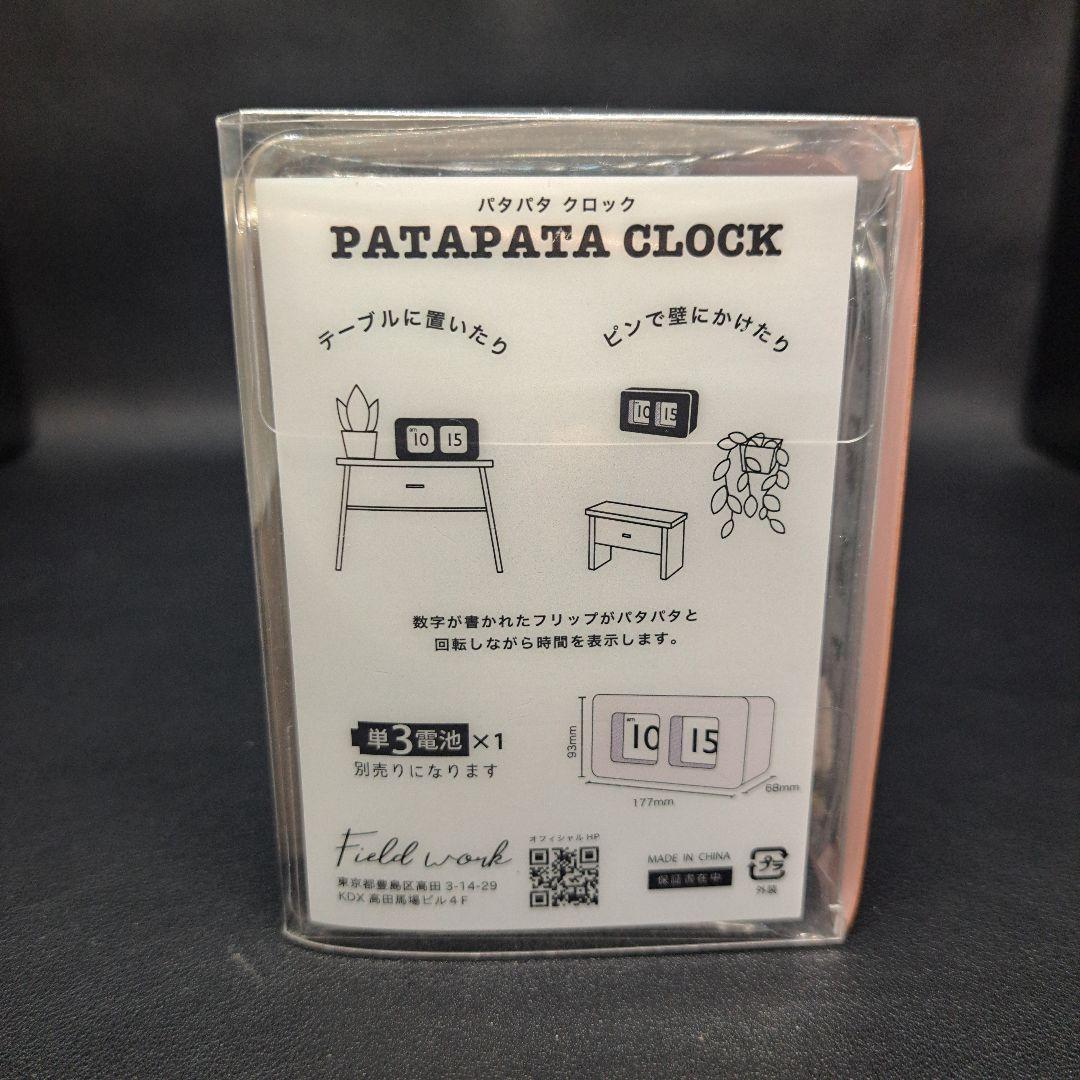 パタパタ クロック
PATAPATA CLOCK
テーブルに置いたり
ピンで壁にかけたり
am 10 15
10 15
数字が書かれたフリップがパタパタと
回転しながら時間を表示します。
単3電池×1
別売りになります
am 10 15
93mm
177mm
68mm
Field work
東京都豊島区高田 3-14-29
KDX 高田馬場ビル 4F
オフィシャル HP
MADE IN CHINA
保証書在中
プラ
外装